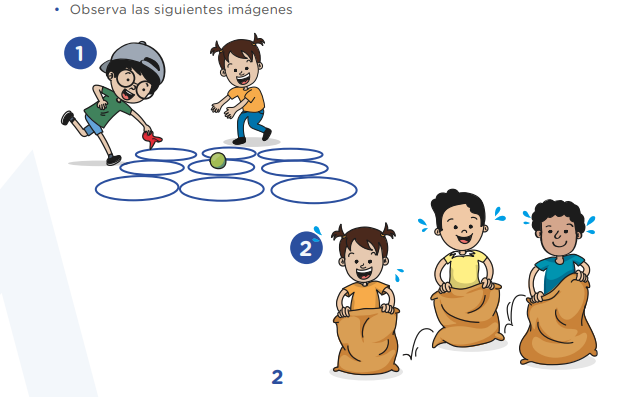 • Observa las siguientes imágenes
1
2
2